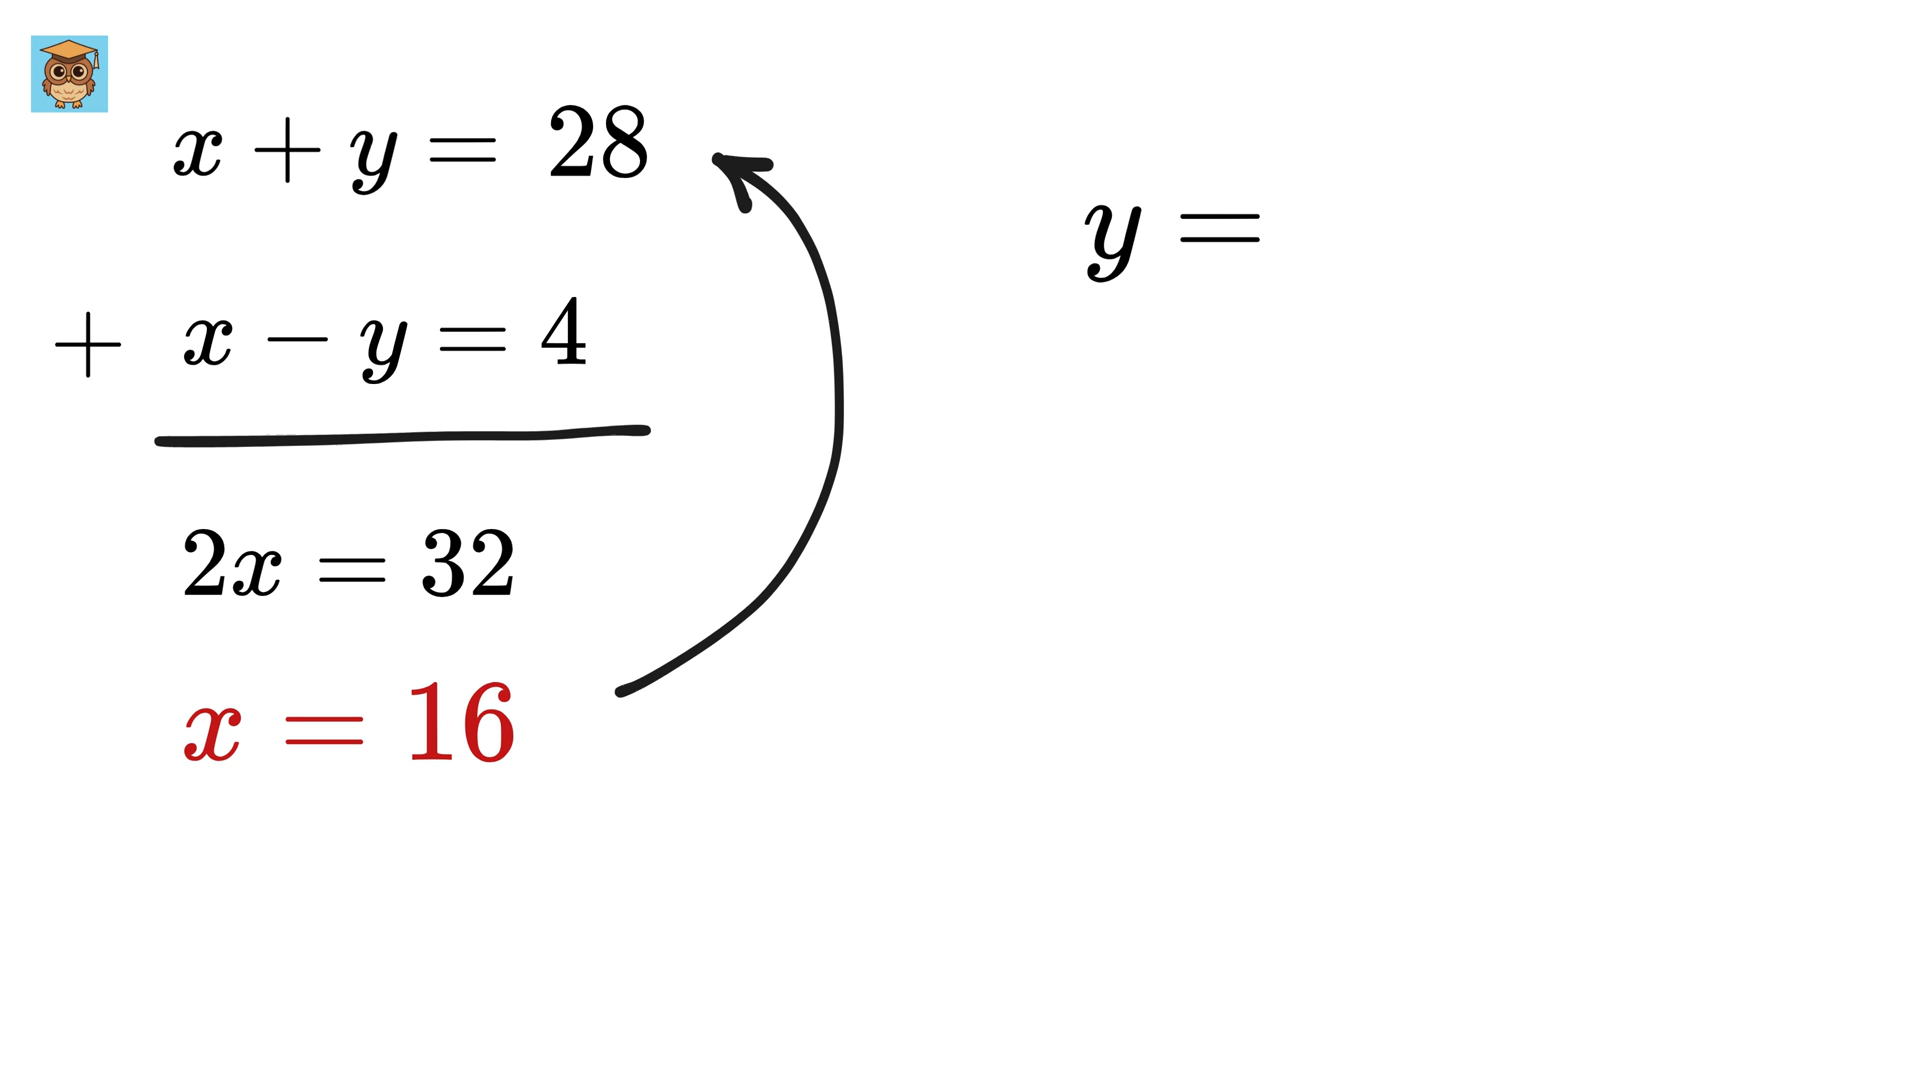 x + y = 28
+ x − y = 4
2x = 32
x = 16
y =